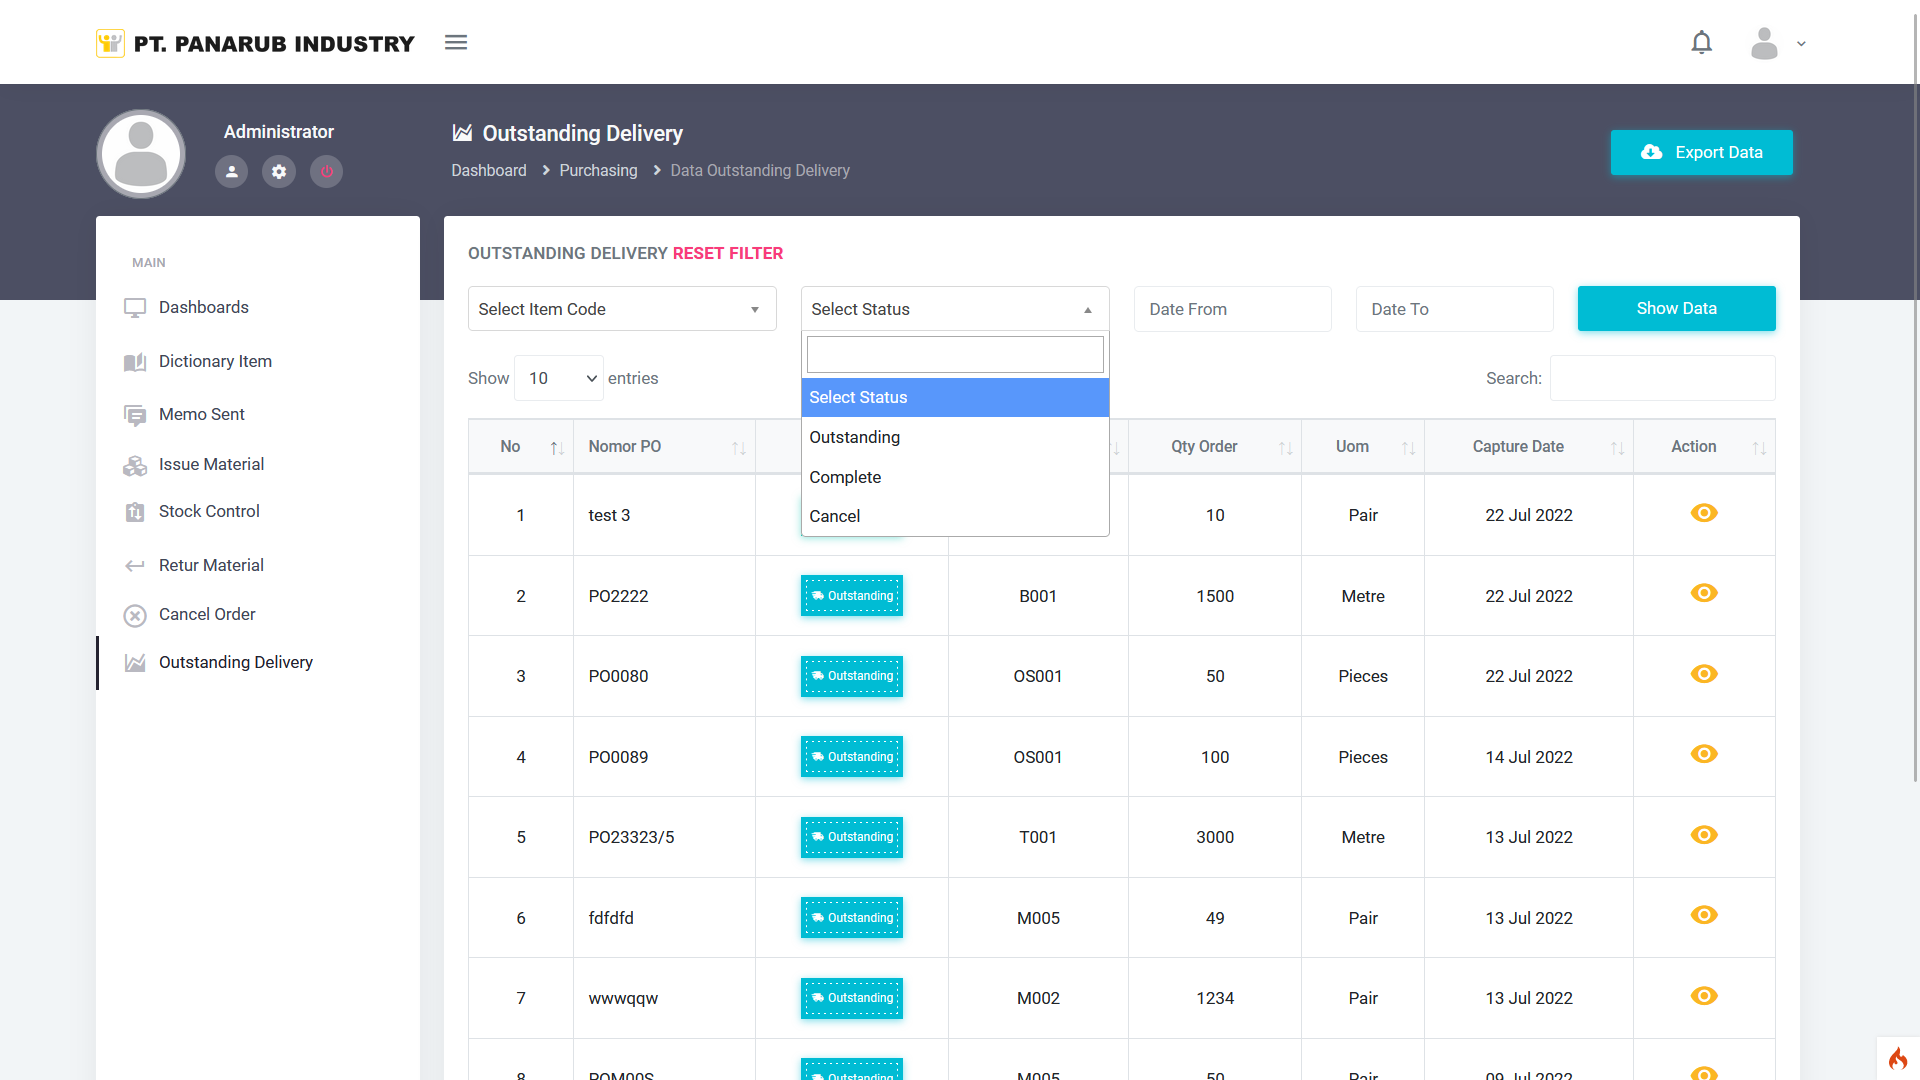 PT. PANARUB INDUSTRY
Administrator
Outstanding Delivery
Dashboard Purchasing Data Outstanding Delivery
Export Data
MAIN
Dashboards
Dictionary Item
Memo Sent
Issue Material
Stock Control
Retur Material
Cancel Order
Outstanding Delivery
OUTSTANDING DELIVERY RESET FILTER
Select Item Code Select Status Date From Date To Show Data
Select Status
Outstanding
Complete
Cancel
Show 10 entries Search:
No Nomor PO Qty Order Uom Capture Date Action
1 test 3 10 Pair 22 Jul 2022
2 PO2222 Outstanding B001 1500 Metre 22 Jul 2022
3 PO0080 Outstanding OS001 50 Pieces 22 Jul 2022
4 PO0089 Outstanding OS001 100 Pieces 14 Jul 2022
5 PO23323/5 Outstanding T001 3000 Metre 13 Jul 2022
6 fdfdfd Outstanding M005 49 Pair 13 Jul 2022
7 wwwqqw Outstanding M002 1234 Pair 13 Jul 2022
8 POM00S Outstanding M005 50 Pair 09 Jul 2022